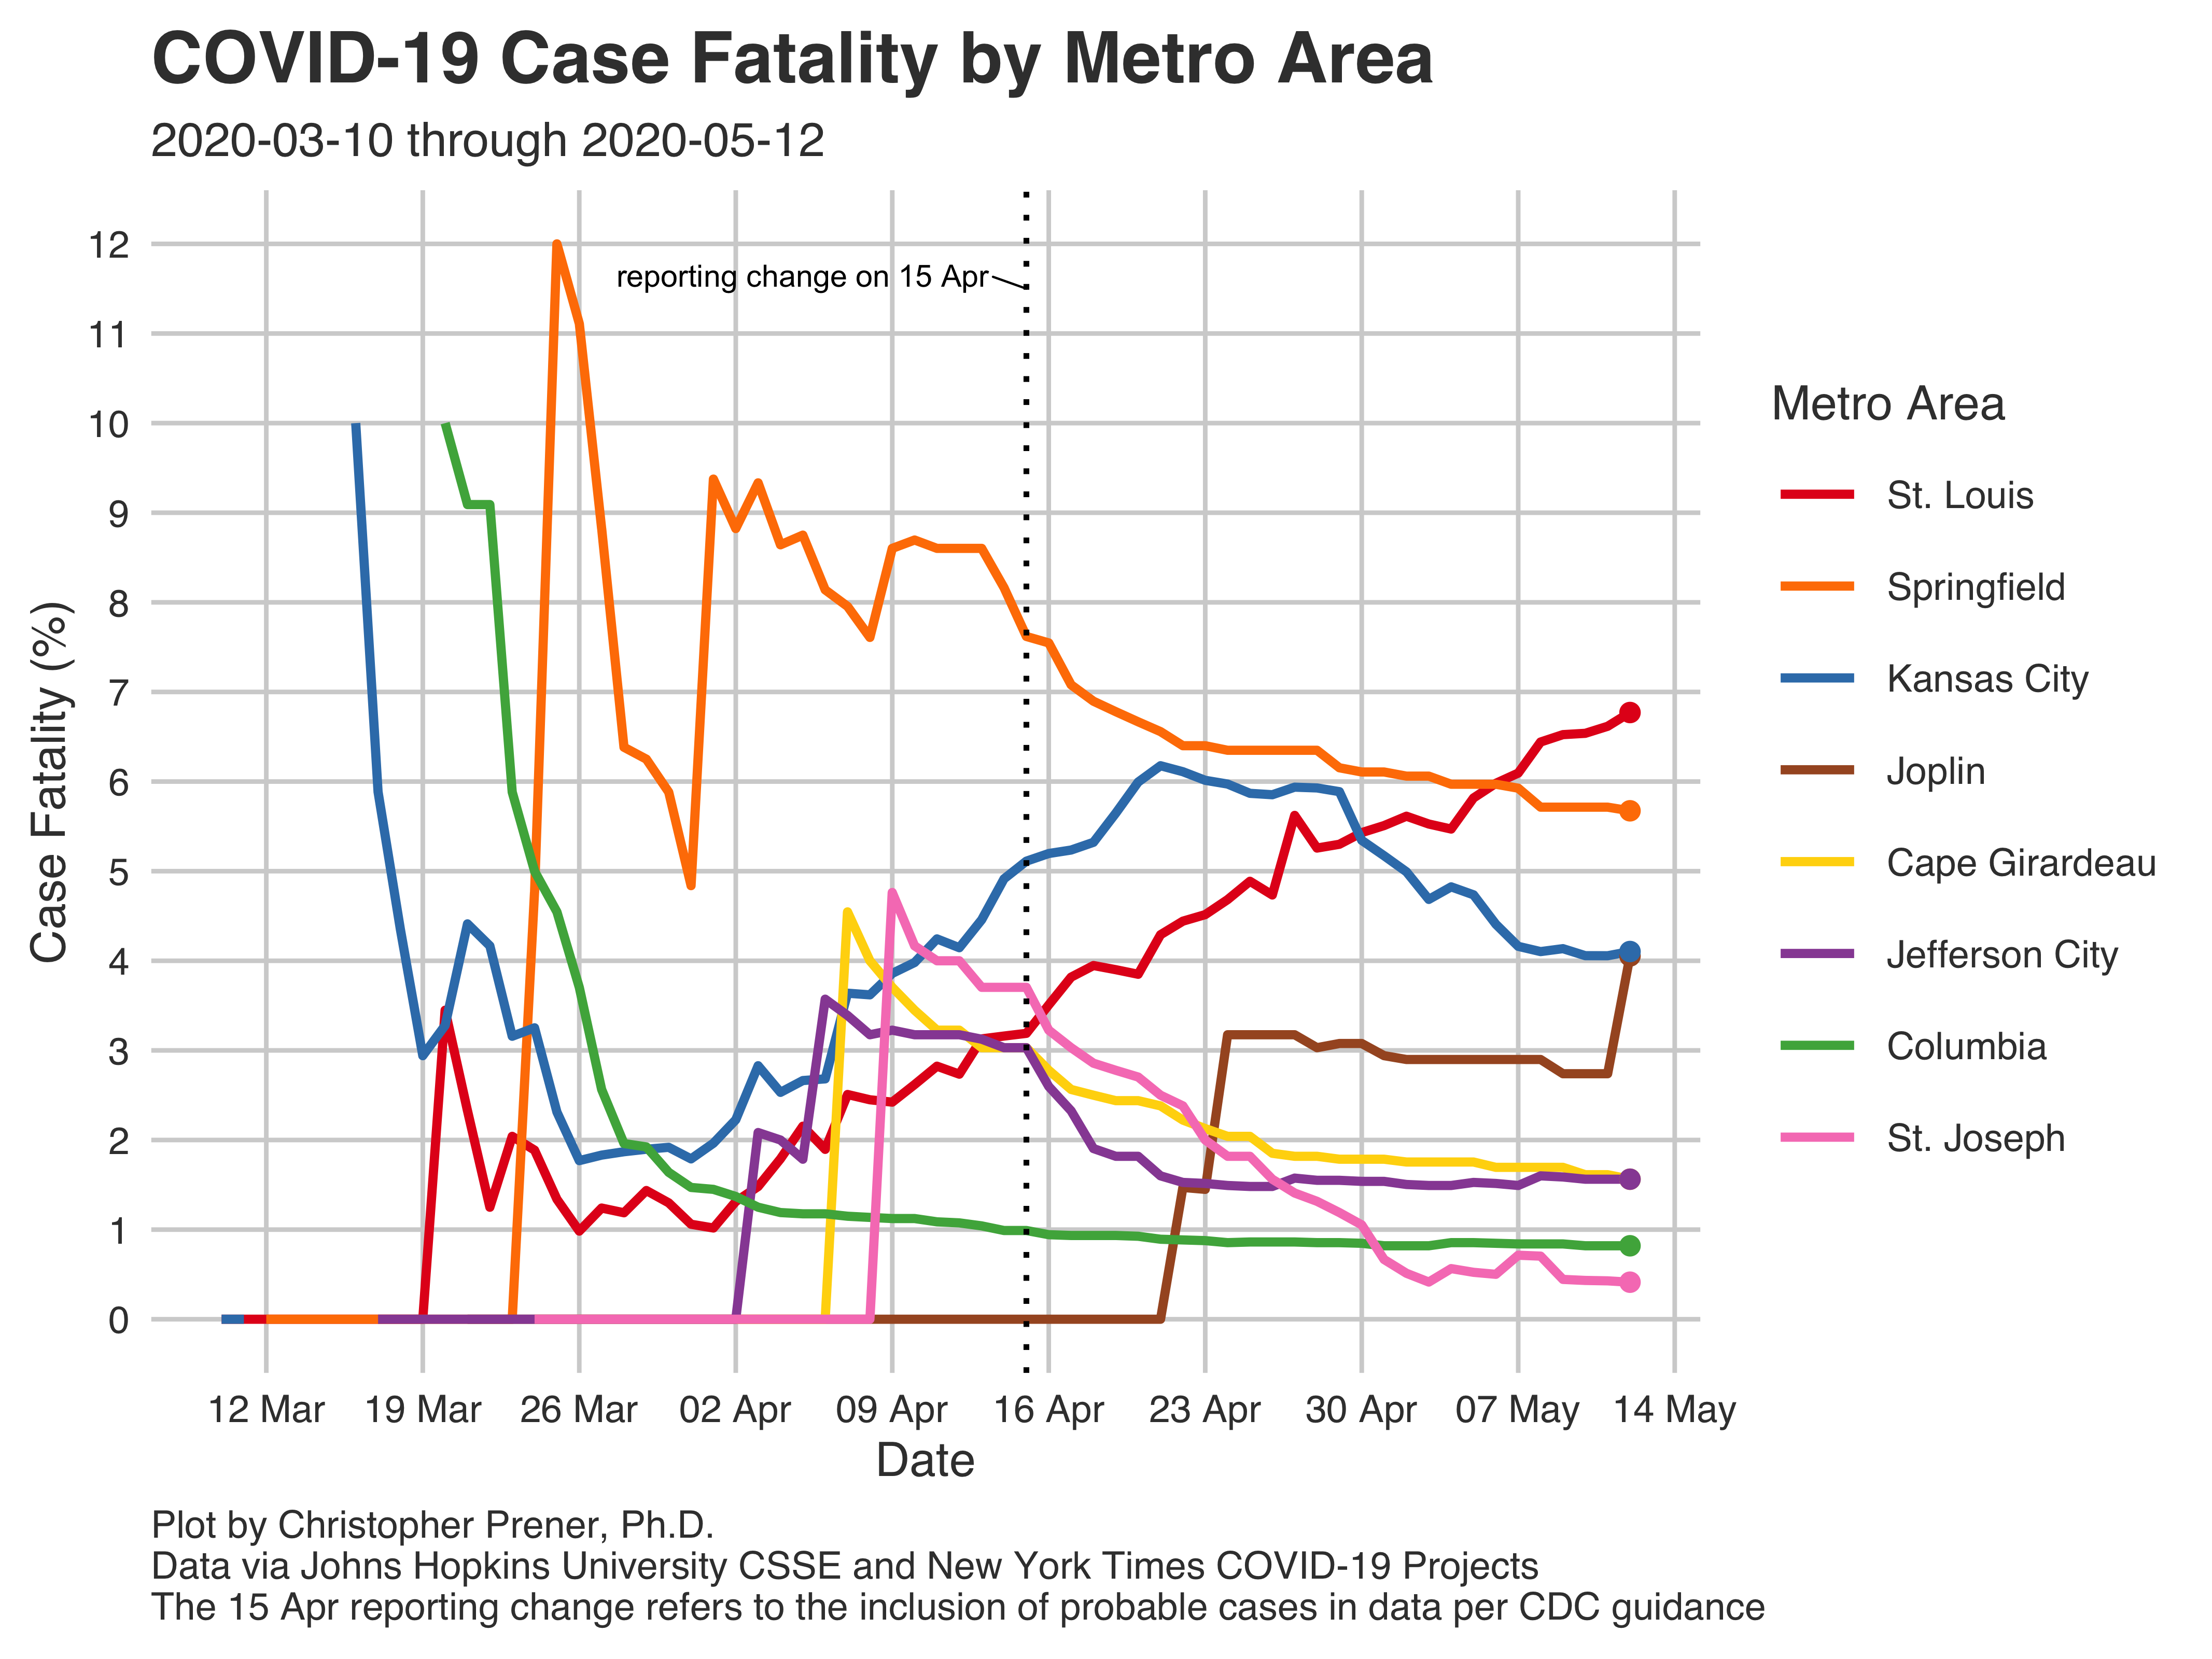 COVID-19 Case Fatality by Metro Area
2020-03-10 through 2020-05-12
12
11
10
9
8
7
6
5
4
3
2
1
0
Case Fatality (%)
reporting change on 15 Apr
12 Mar 19 Mar 26 Mar 02 Apr 09 Apr 16 Apr 23 Apr 30 Apr 07 May 14 May
Date
Metro Area
St. Louis
Springfield
Kansas City
Joplin
Cape Girardeau
Jefferson City
Columbia
St. Joseph
Plot by Christopher Prener, Ph.D.
Data via Johns Hopkins University CSSE and New York Times COVID-19 Projects
The 15 Apr reporting change refers to the inclusion of probable cases in data per CDC guidance